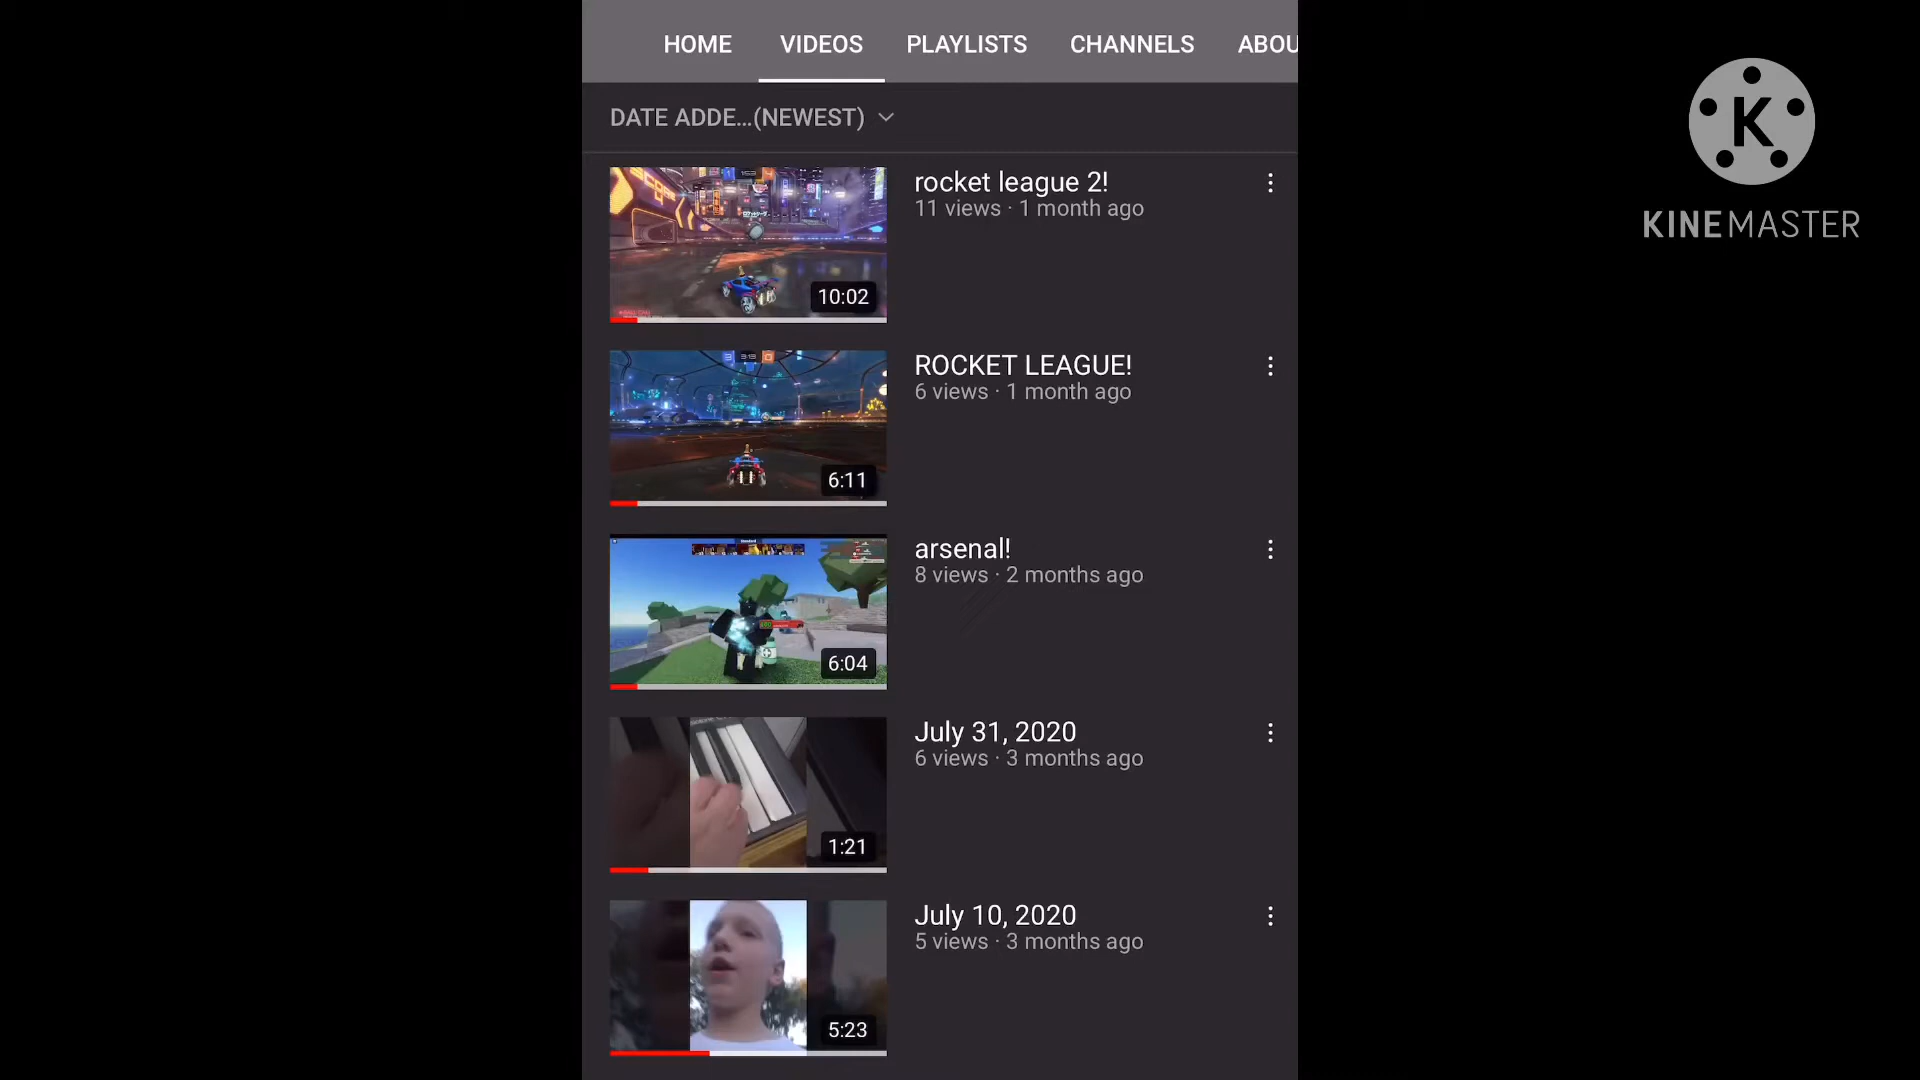 HOME VIDEOS PLAYLISTS CHANNELS ABOU
DATE ADDE...(NEWEST)
rocket league 2!
11 views · 1 month ago
10:02
ROCKET LEAGUE!
6 views · 1 month ago
6:11
arsenal!
8 views · 2 months ago
6:04
July 31, 2020
6 views · 3 months ago
1:21
July 10, 2020
5 views · 3 months ago
5:23
K
KINEMASTER